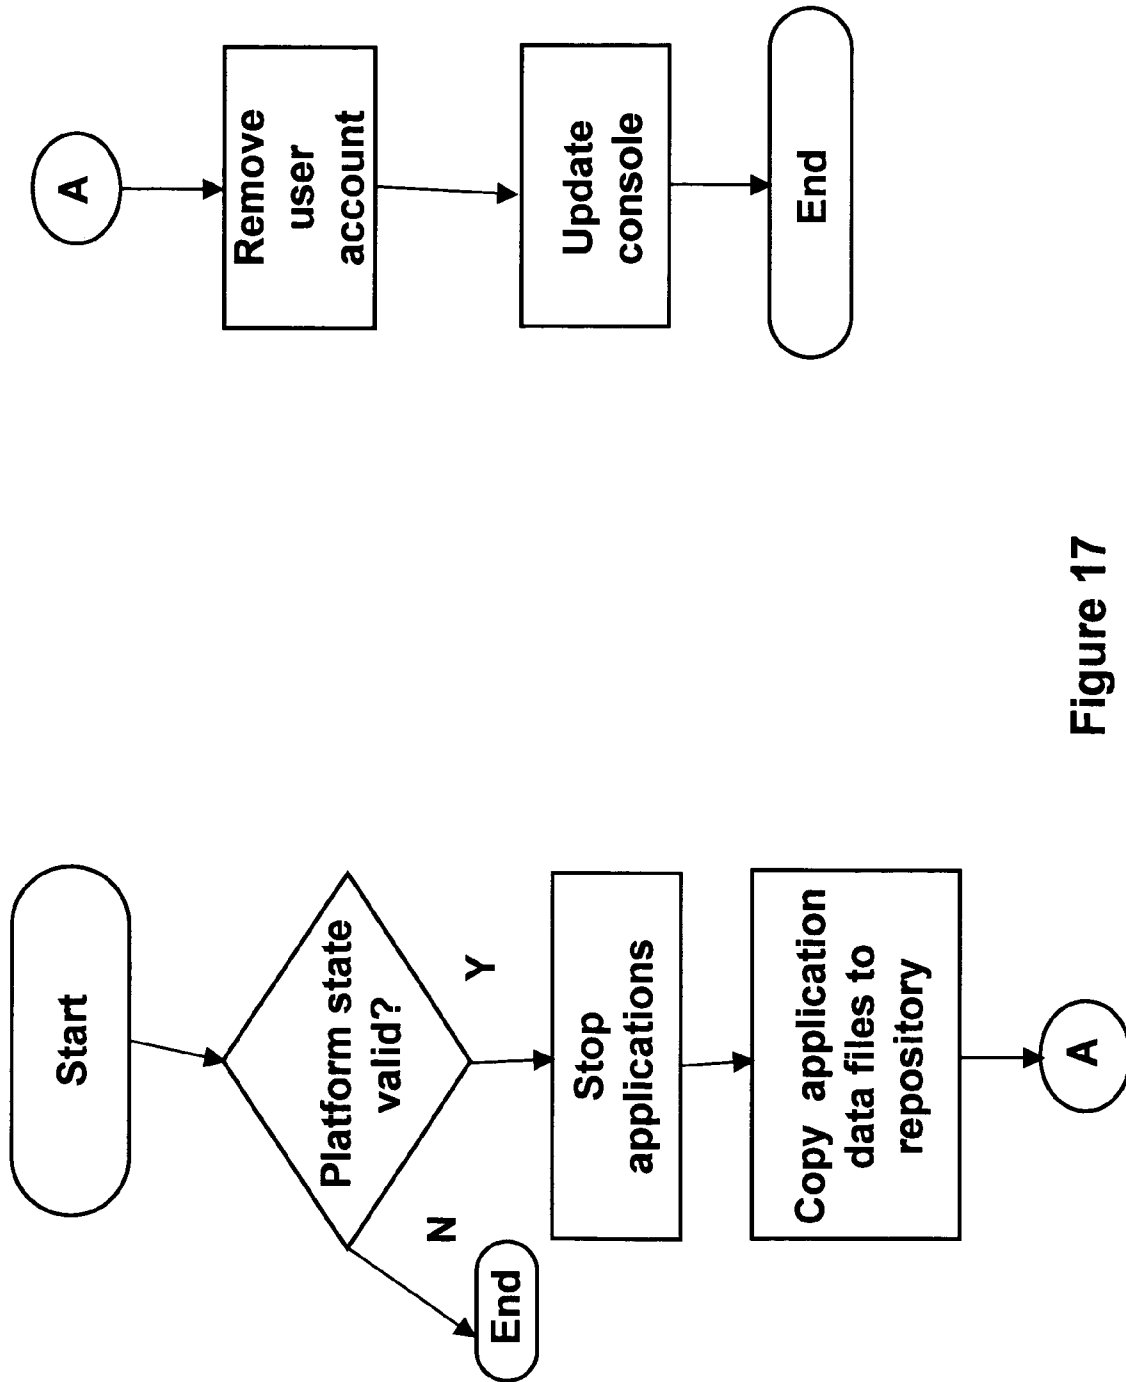 Start
Platform state
valid?
N
Y
End
Stop
applications
Copy application
data files to
repository
A
A
Remove
user
account
Update
console
End
Figure 17